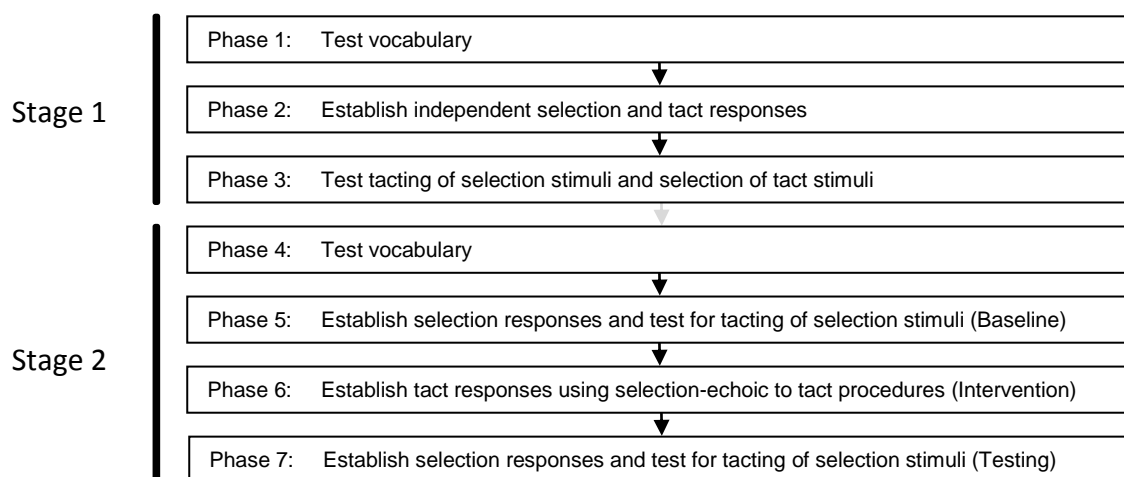 Stage 1
Phase 1: Test vocabulary
Phase 2: Establish independent selection and tact responses
Phase 3: Test tacting of selection stimuli and selection of tact stimuli
Stage 2
Phase 4: Test vocabulary
Phase 5: Establish selection responses and test for tacting of selection stimuli (Baseline)
Phase 6: Establish tact responses using selection-echoic to tact procedures (Intervention)
Phase 7: Establish selection responses and test for tacting of selection stimuli (Testing)